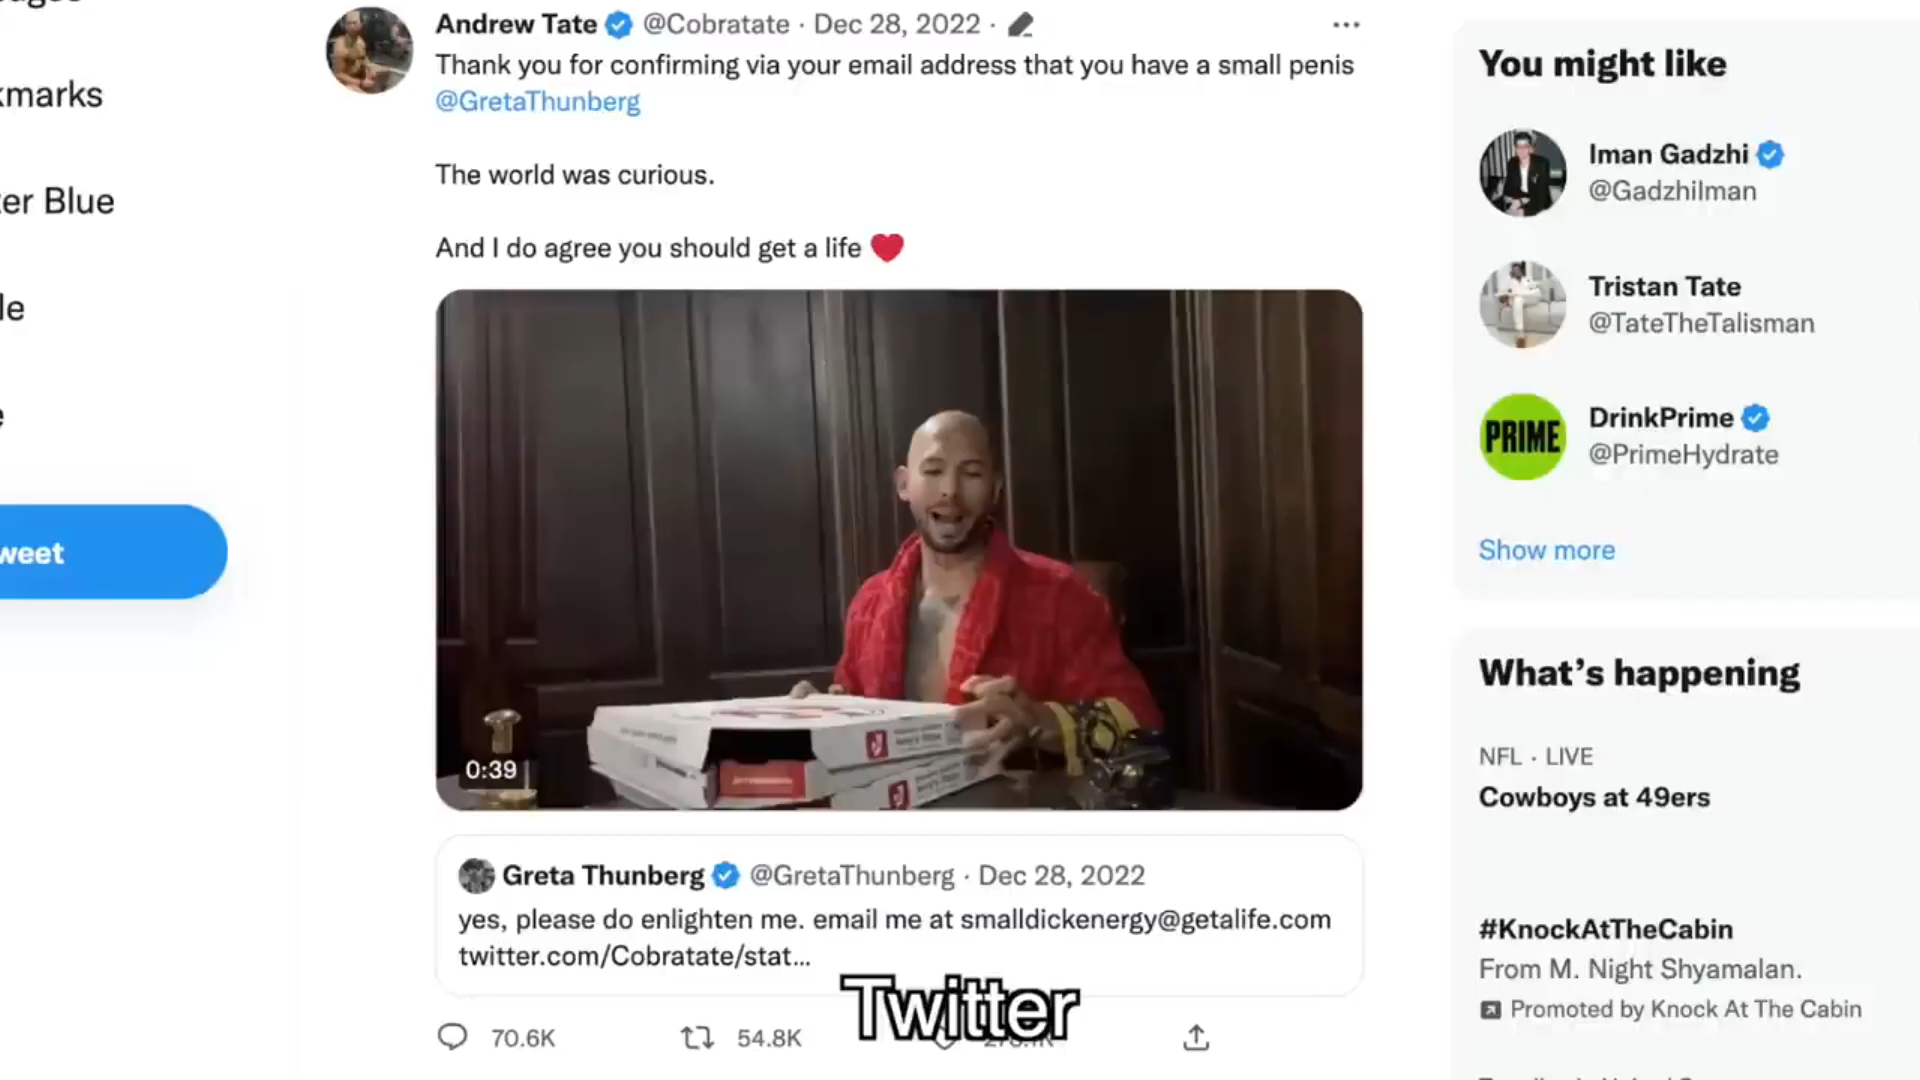 kmarks
ter Blue
le
e
weet
Andrew Tate @Cobratate · Dec 28, 2022 ·
Thank you for confirming via your email address that you have a small penis
@GretaThunberg
The world was curious.
And I do agree you should get a life
0:39
Greta Thunberg @GretaThunberg · Dec 28, 2022
yes, please do enlighten me. email me at smalldickenergy@getalife.com
twitter.com/Cobratate/stat...
70.6K 54.8K
Twitter
You might like
Iman Gadzhi
@GadzhiIman
Tristan Tate
@TateTheTalisman
PRIME
DrinkPrime
@PrimeHydrate
Show more
What's happening
NFL · LIVE
Cowboys at 49ers
#KnockAtTheCabin
From M. Night Shyamalan.
Promoted by Knock At The Cabin